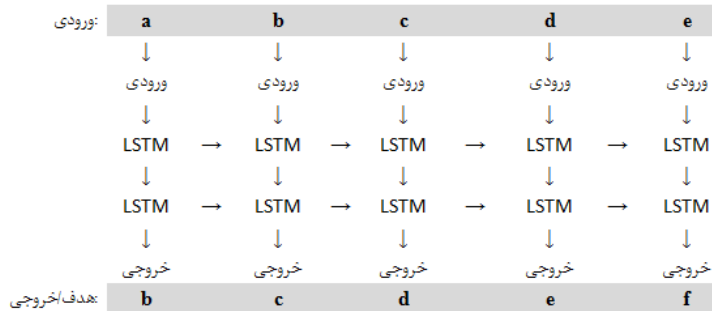 ورودی: a b c d e
↓ ↓ ↓ ↓ ↓
ورودی ورودی ورودی ورودی ورودی
↓ ↓ ↓ ↓ ↓
LSTM → LSTM → LSTM → LSTM → LSTM
↓ ↓ ↓ ↓ ↓
LSTM → LSTM → LSTM → LSTM → LSTM
↓ ↓ ↓ ↓ ↓
خروجی خروجی خروجی خروجی خروجی
هدف/خروجی: b c d e f